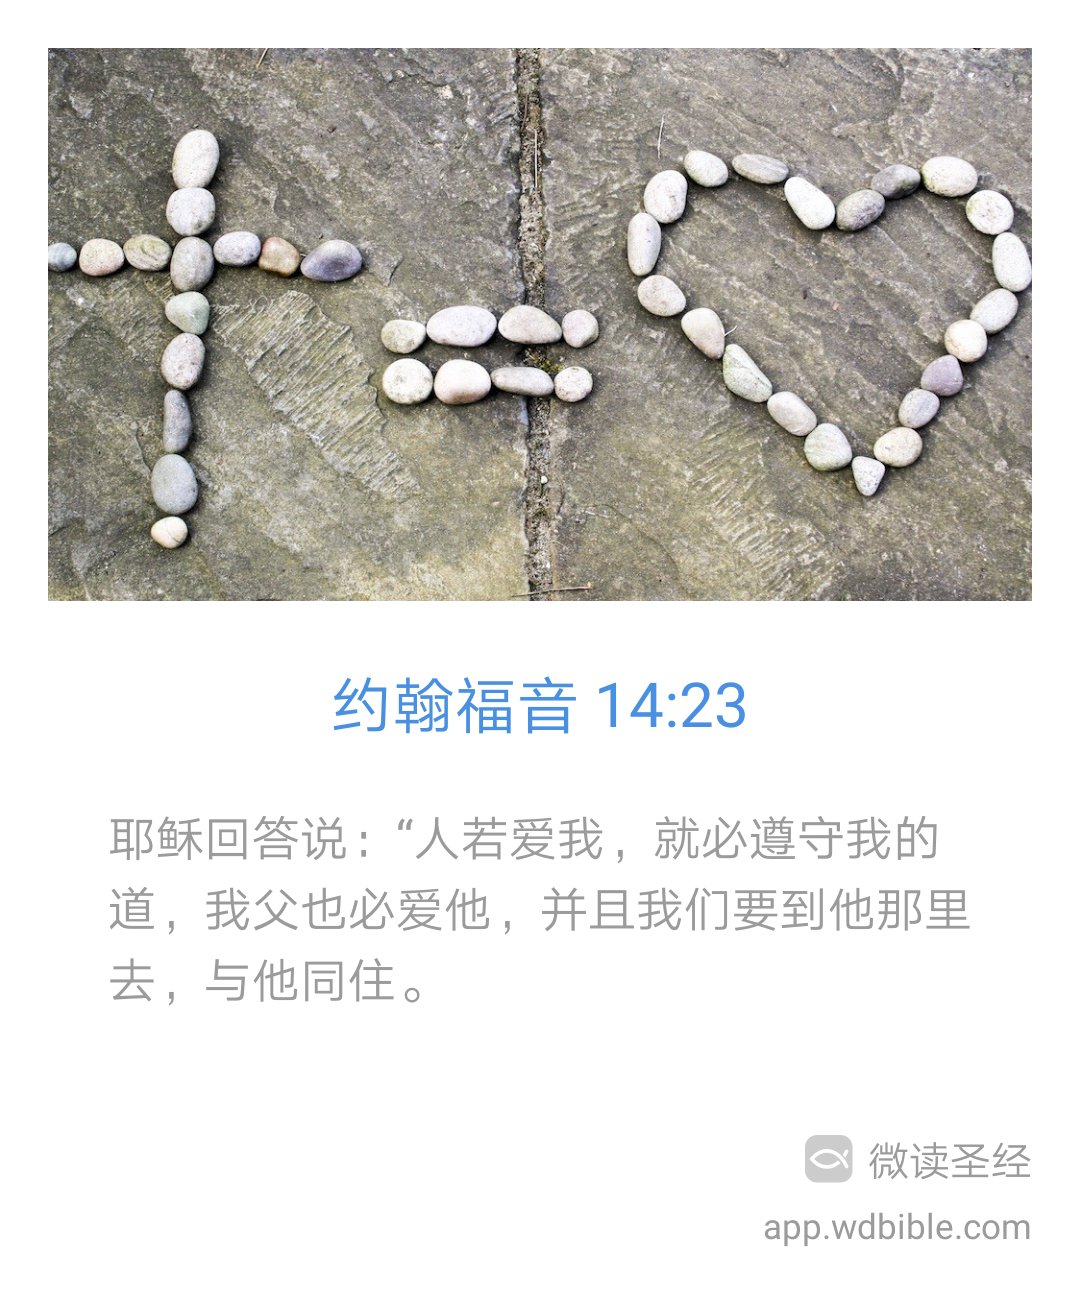 约翰福音 14:23
耶稣回答说：“人若爱我，就必遵守我的
道，我父也必爱他，并且我们要到他那里
去，与他同住。
微读圣经
app.wdbible.com